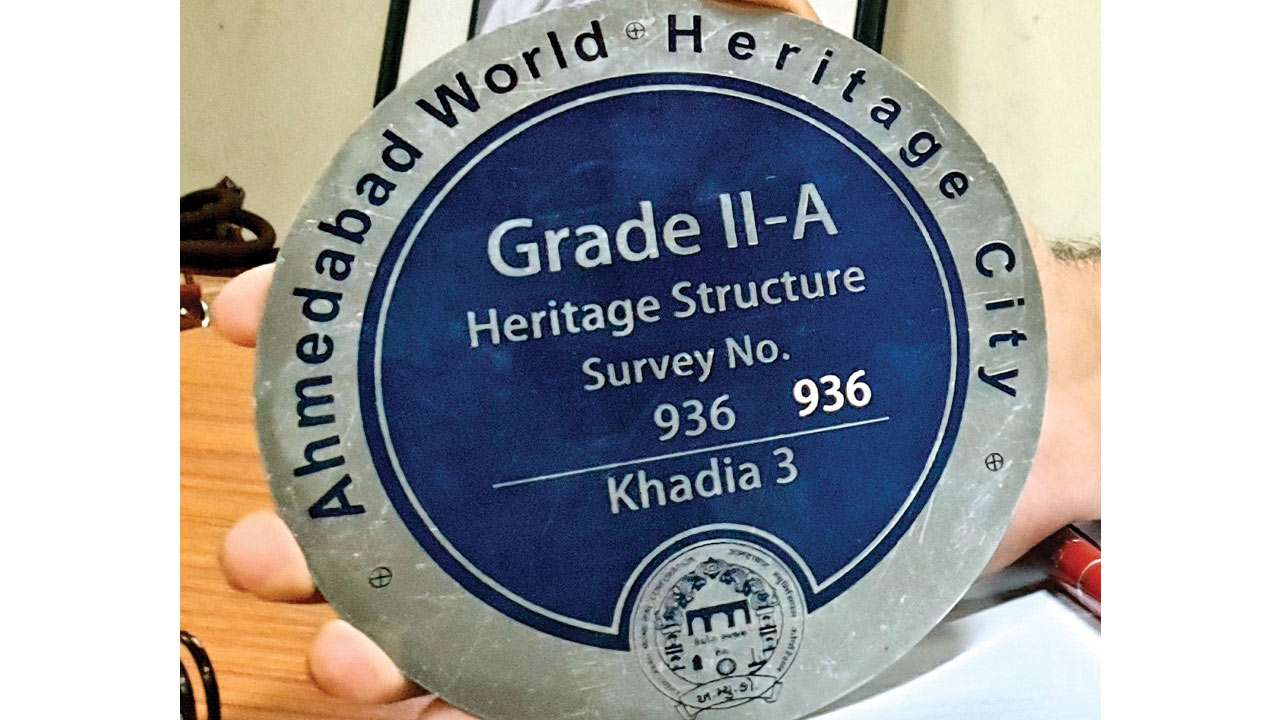 Ahmedabad World Heritage City
Grade II-A
Heritage Structure
Survey No.
936 936
Khadia 3